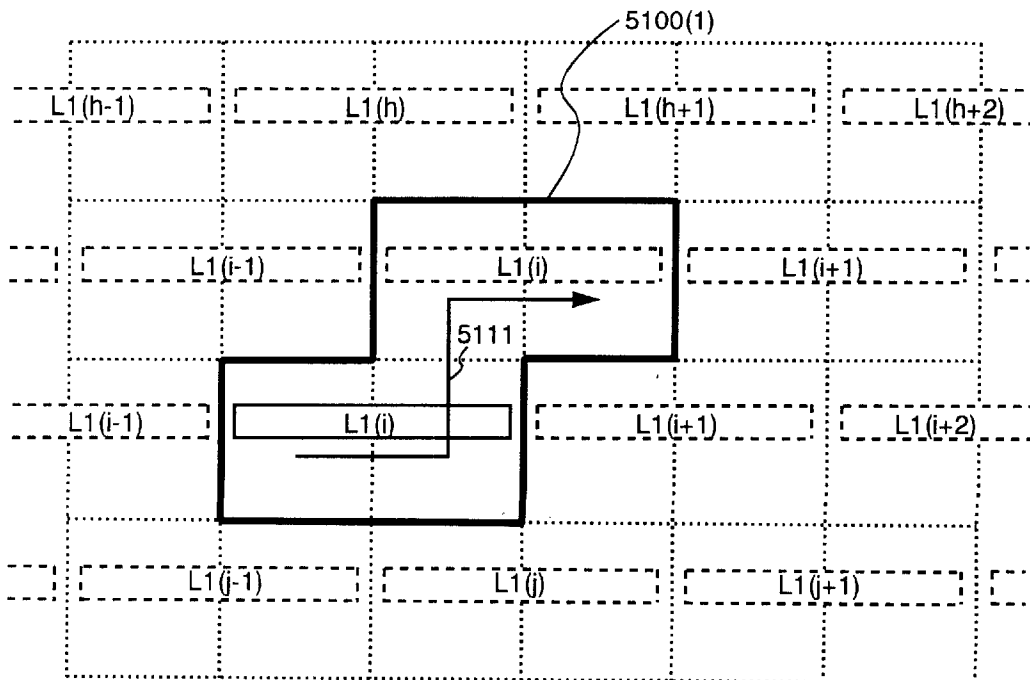 5100(1)
L1(h-1) L1(h) L1(h+1) L1(h+2)
L1(i-1) L1(i) L1(i+1)
5111
L1(i-1) L1(i) L1(i+1) L1(i+2)
L1(j-1) L1(j) L1(j+1)